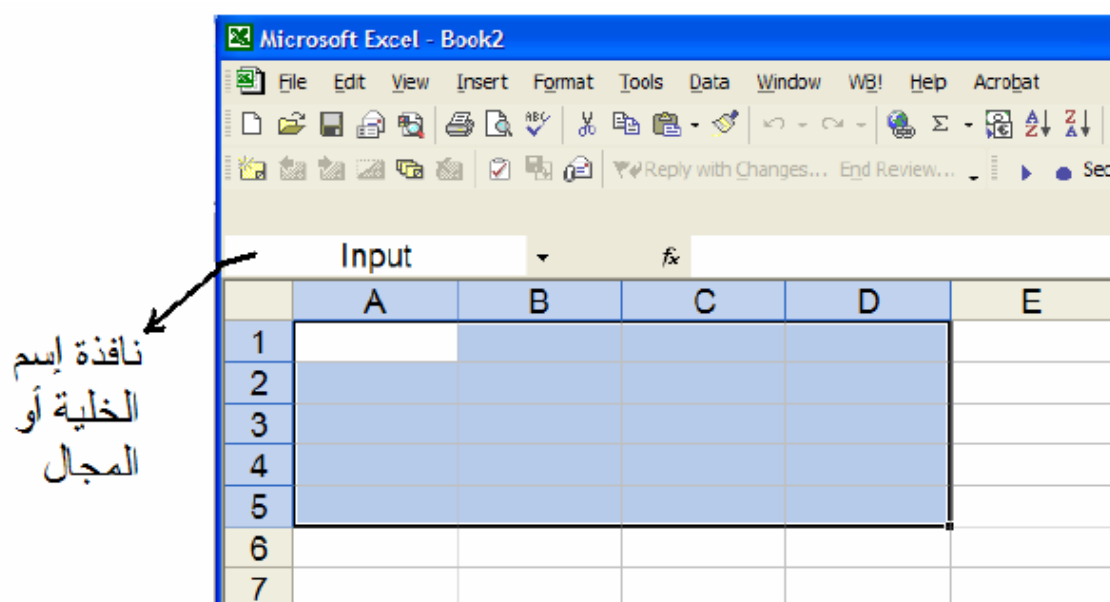 Microsoft Excel - Book2
File Edit View Insert Format Tools Data Window WB! Help Acrobat
Reply with Changes... End Review... Sec
Input fx
A B C D E
1
2
3
4
5
6
7
نافذة إسم
الخلية أو
المجال